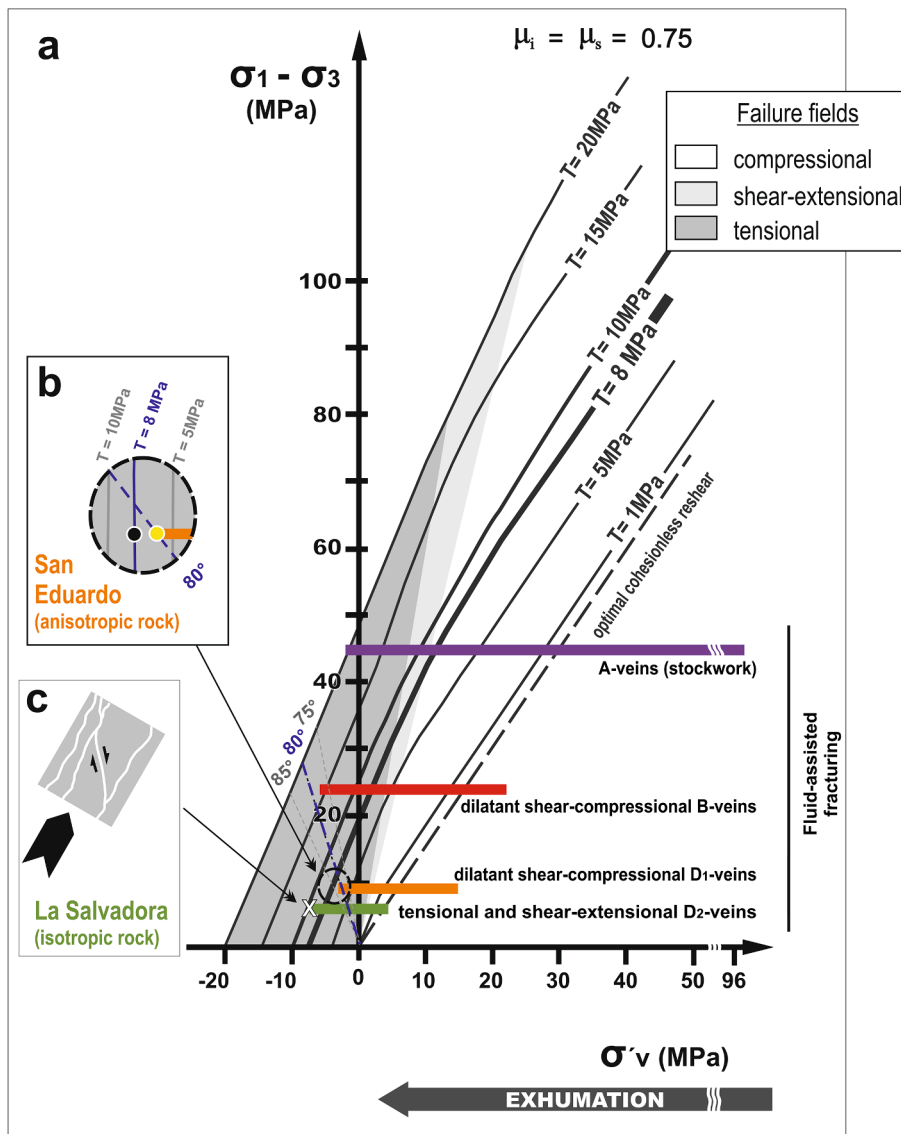 a
μi = μs = 0.75
σ1 - σ3
(MPa)
Failure fields
compressional
shear-extensional
tensional
T= 20MPa
T= 15MPa
T= 10MPa
T= 8 MPa
T= 5MPa
T= 1MPa
optimal cohesionless reshear
100
80
60
40
20
b
T = 10MPa
T = 8 MPa
T = 5MPa
80°
San
Eduardo
(anisotropic rock)
A-veins (stockwork)
75°
80°
85°
dilatant shear-compressional B-veins
dilatant shear-compressional D1-veins
tensional and shear-extensional D2-veins
Fluid-assisted
fracturing
c
La Salvadora
(isotropic rock)
X
-20
-10
0
10
20
30
40
50
96
σ´v (MPa)
EXHUMATION